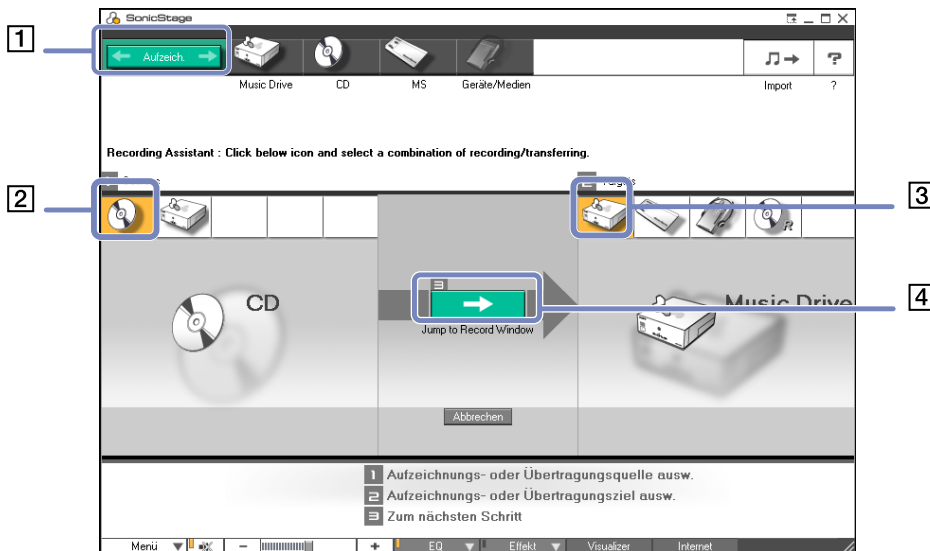 SonicStage
1
Aufzeich.
Music Drive
CD
MS
Geräte/Medien
Import
?
?
Recording Assistant : Click below icon and select a combination of recording/transferring.
2
3
R
3
CD
Music Drive
4
Jump to Record Window
Abbrechen
1 Aufzeichnungs- oder Übertragungsquelle ausw.
2 Aufzeichnungs- oder Übertragungsziel ausw.
3 Zum nächsten Schritt
Menü
EQ
Effekt
Visualizer
Internet